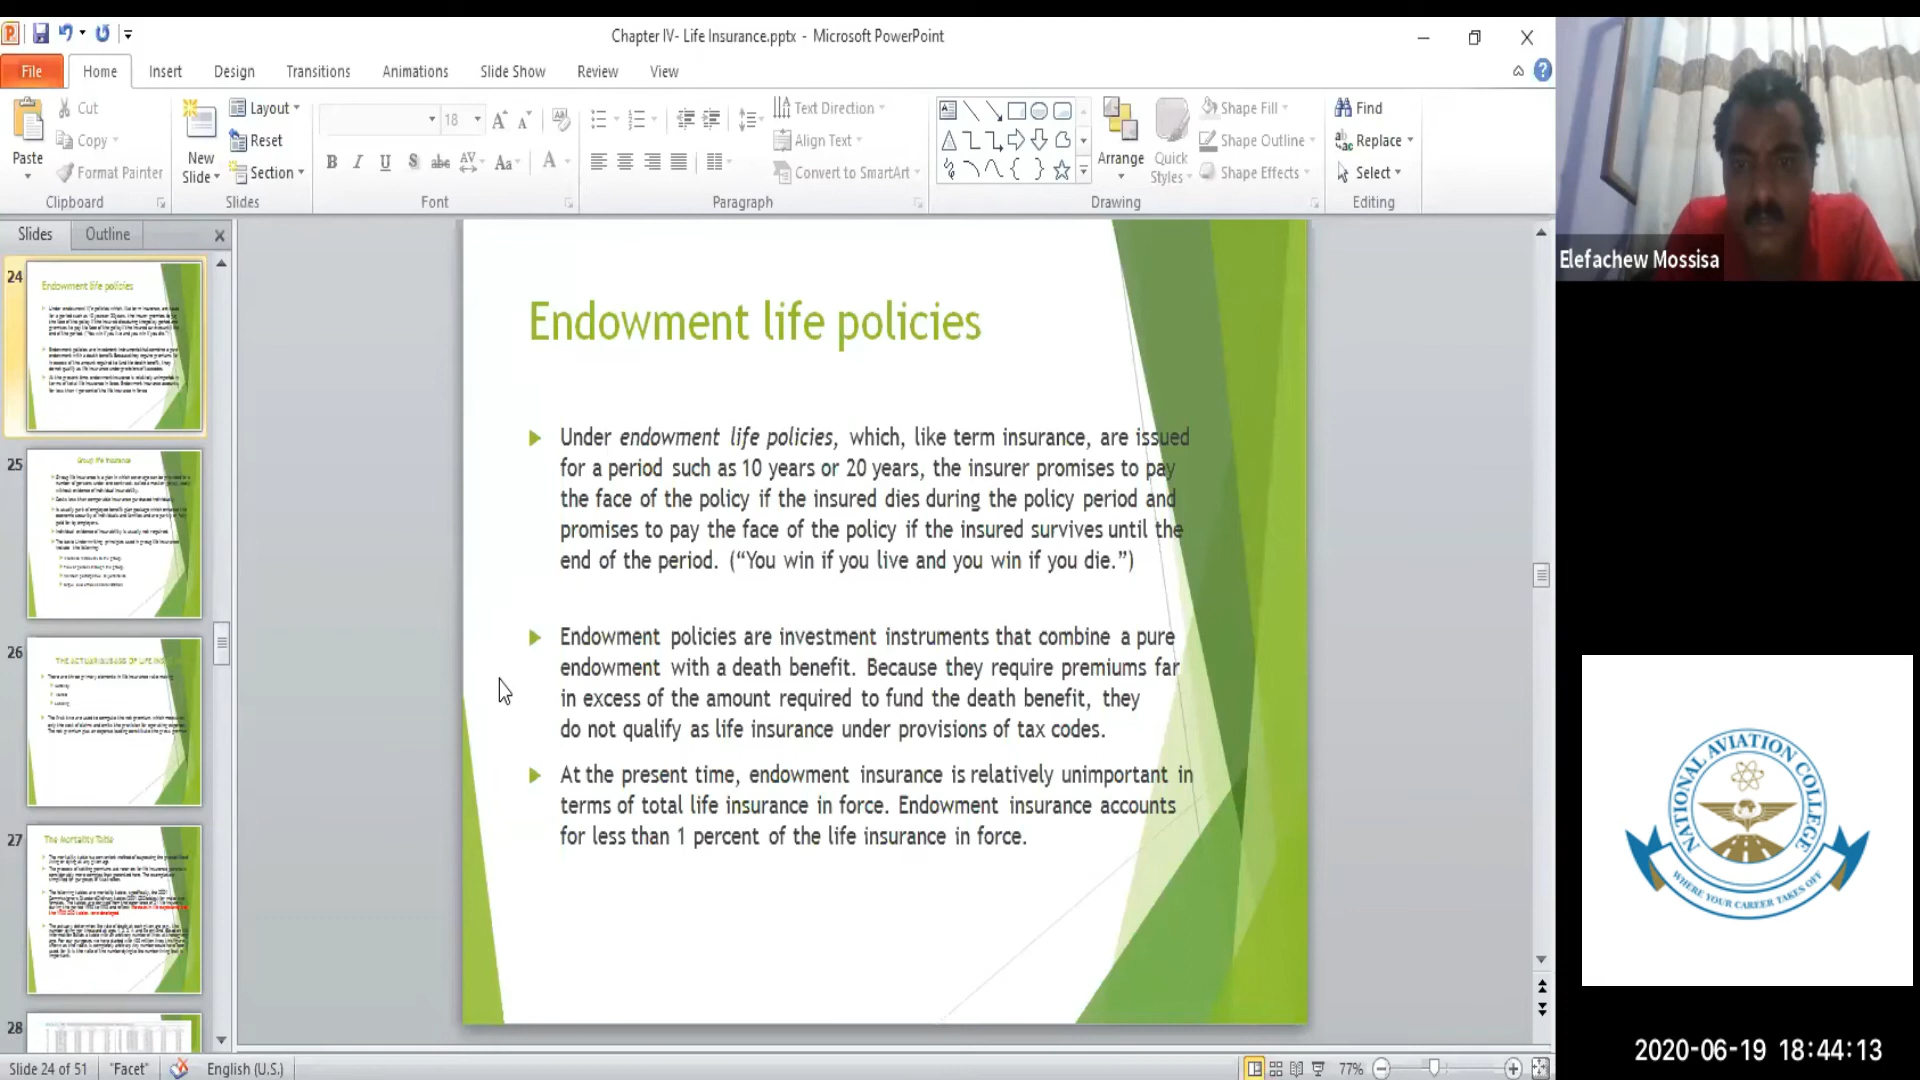 Chapter IV- Life Insurance.pptx - Microsoft PowerPoint
File Home Insert Design Transitions Animations Slide Show Review View
Cut
Copy
Format Painter
Paste
Clipboard
New
Slide
Layout
Reset
Section
Slides
18
B I U S abc AV Aa A
Font
Text Direction
Align Text
Convert to SmartArt
Paragraph
Arrange
Quick
Styles
Shape Fill
Shape Outline
Shape Effects
Drawing
Find
Replace
Select
Editing
Slides Outline
24
Endowment life policies
25
Group life insurance
26
27
The Mortality Table
28
Endowment life policies
Under endowment life policies, which, like term insurance, are issued
for a period such as 10 years or 20 years, the insurer promises to pay
the face of the policy if the insured dies during the policy period and
promises to pay the face of the policy if the insured survives until the
end of the period. (“You win if you live and you win if you die.”)
Endowment policies are investment instruments that combine a pure
endowment with a death benefit. Because they require premiums far
in excess of the amount required to fund the death benefit, they
do not qualify as life insurance under provisions of tax codes.
At the present time, endowment insurance is relatively unimportant in
terms of total life insurance in force. Endowment insurance accounts
for less than 1 percent of the life insurance in force.
Elefachew Mossisa
NATIONAL AVIATION COLLEGE
WHERE YOUR CAREER TAKES OFF
2020-06-19 18:44:13
Slide 24 of 51 "Facet" English (U.S.) 77%